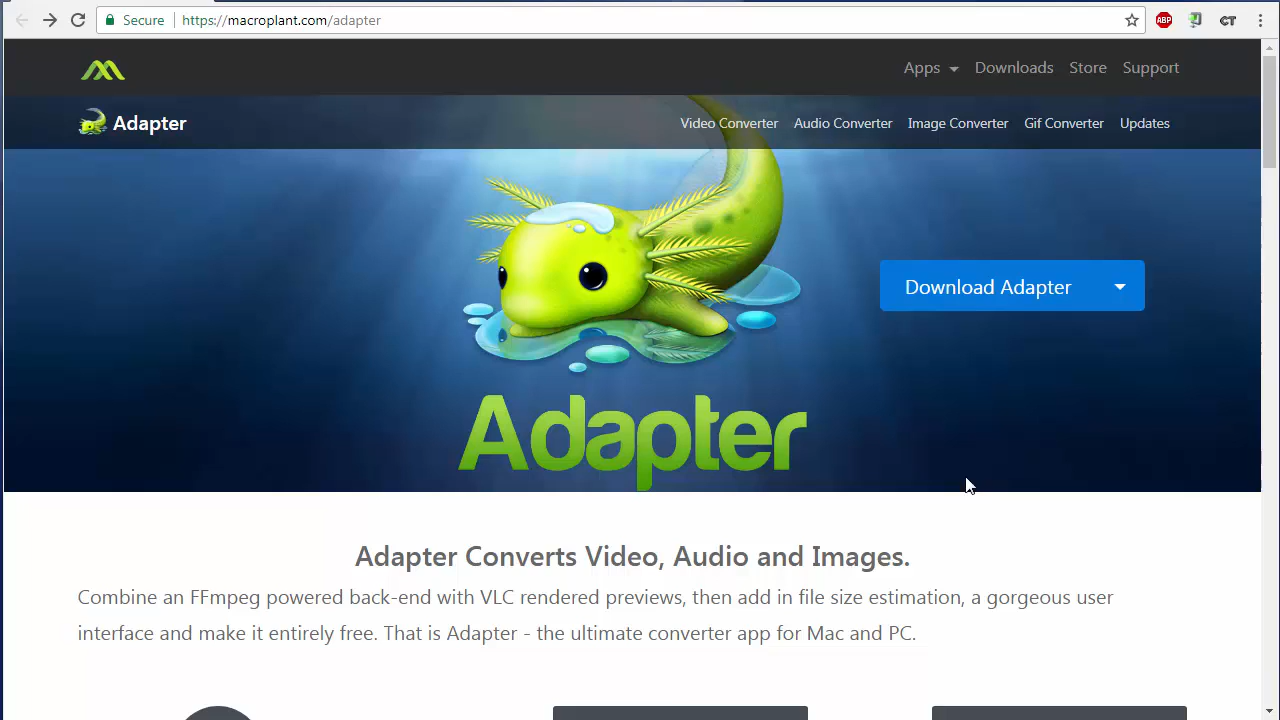 Secure https://macroplant.com/adapter ABP CT
Apps Downloads Store Support
Adapter Video Converter Audio Converter Image Converter Gif Converter Updates
Download Adapter
Adapter
Adapter Converts Video, Audio and Images.
Combine an FFmpeg powered back-end with VLC rendered previews, then add in file size estimation, a gorgeous user
interface and make it entirely free. That is Adapter - the ultimate converter app for Mac and PC.